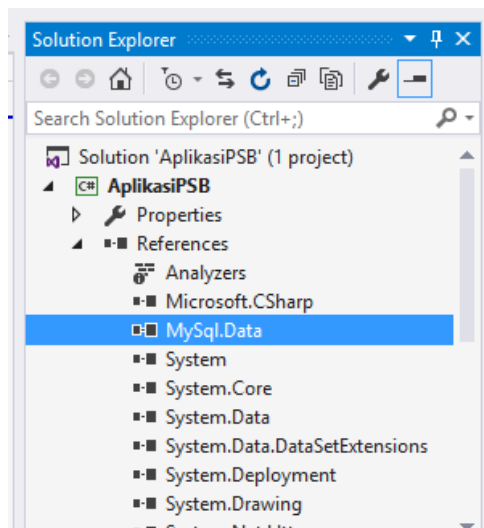 Solution Explorer
Search Solution Explorer (Ctrl+;)
Solution 'AplikasiPSB' (1 project)
C# AplikasiPSB
Properties
References
Analyzers
Microsoft.CSharp
MySql.Data
System
System.Core
System.Data
System.Data.DataSetExtensions
System.Deployment
System.Drawing